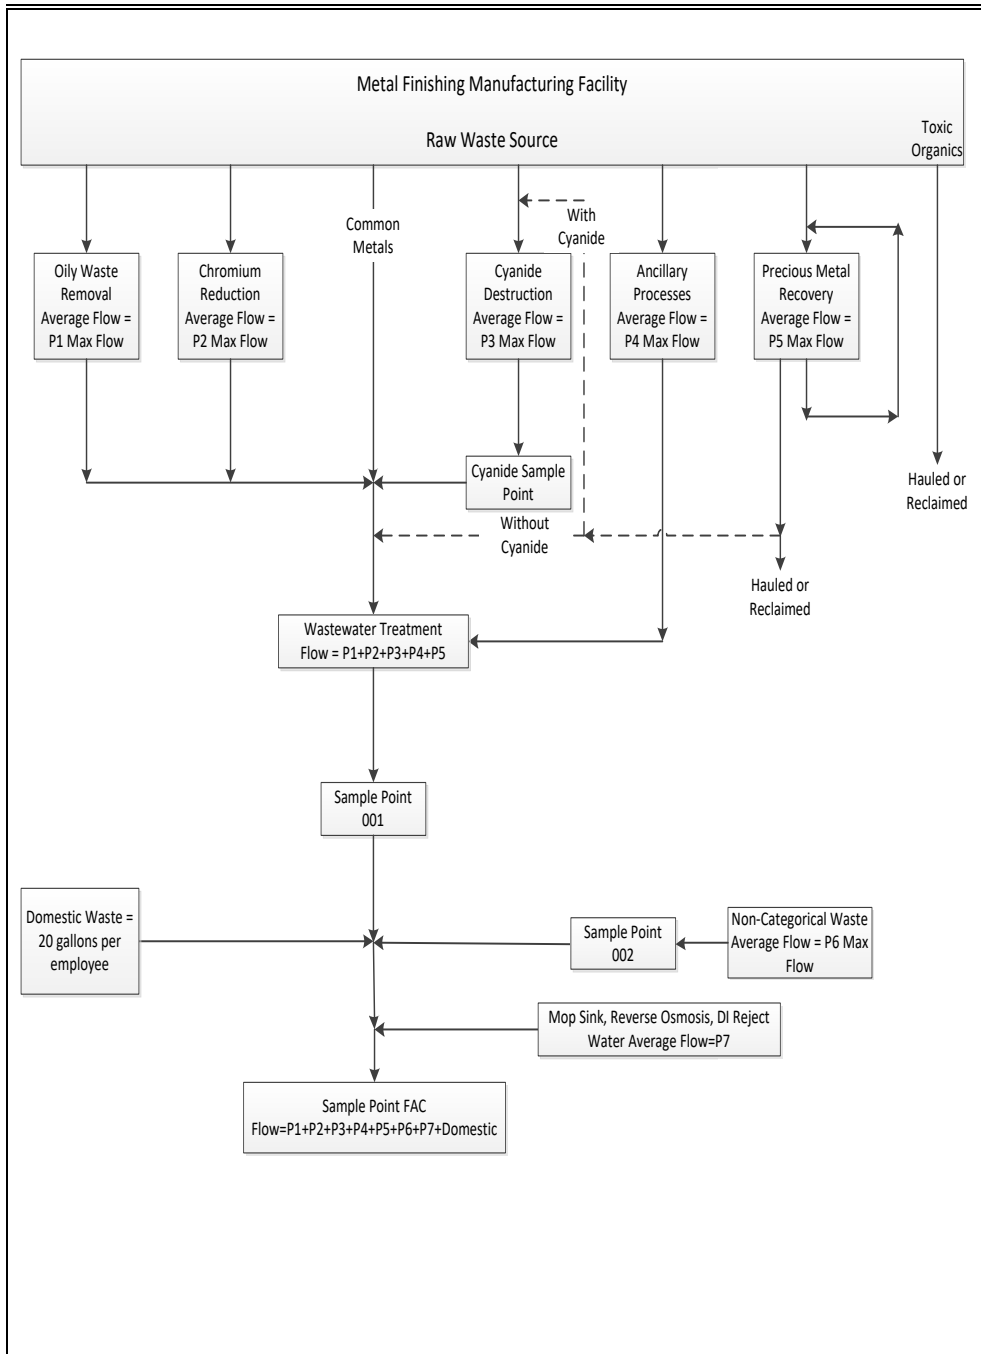 Metal Finishing Manufacturing Facility
Raw Waste Source
Toxic
Organics
Common
Metals
With
Cyanide
Oily Waste
Removal
Average Flow =
P1 Max Flow
Chromium
Reduction
Average Flow =
P2 Max Flow
Cyanide
Destruction
Average Flow =
P3 Max Flow
Ancillary
Processes
Average Flow =
P4 Max Flow
Precious Metal
Recovery
Average Flow =
P5 Max Flow
Cyanide Sample
Point
Hauled or
Reclaimed
Without
Cyanide
Hauled or
Reclaimed
Wastewater Treatment
Flow = P1+P2+P3+P4+P5
Sample Point
001
Domestic Waste =
20 gallons per
employee
Sample Point
002
Non-Categorical Waste
Average Flow = P6 Max
Flow
Mop Sink, Reverse Osmosis, DI Reject
Water Average Flow=P7
Sample Point FAC
Flow=P1+P2+P3+P4+P5+P6+P7+Domestic